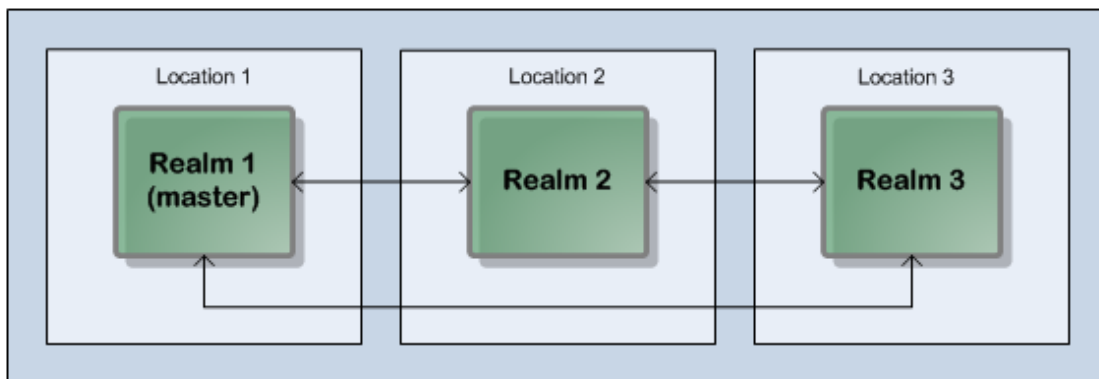 Location 1
Location 2
Location 3
Realm 1
(master)
Realm 2
Realm 3